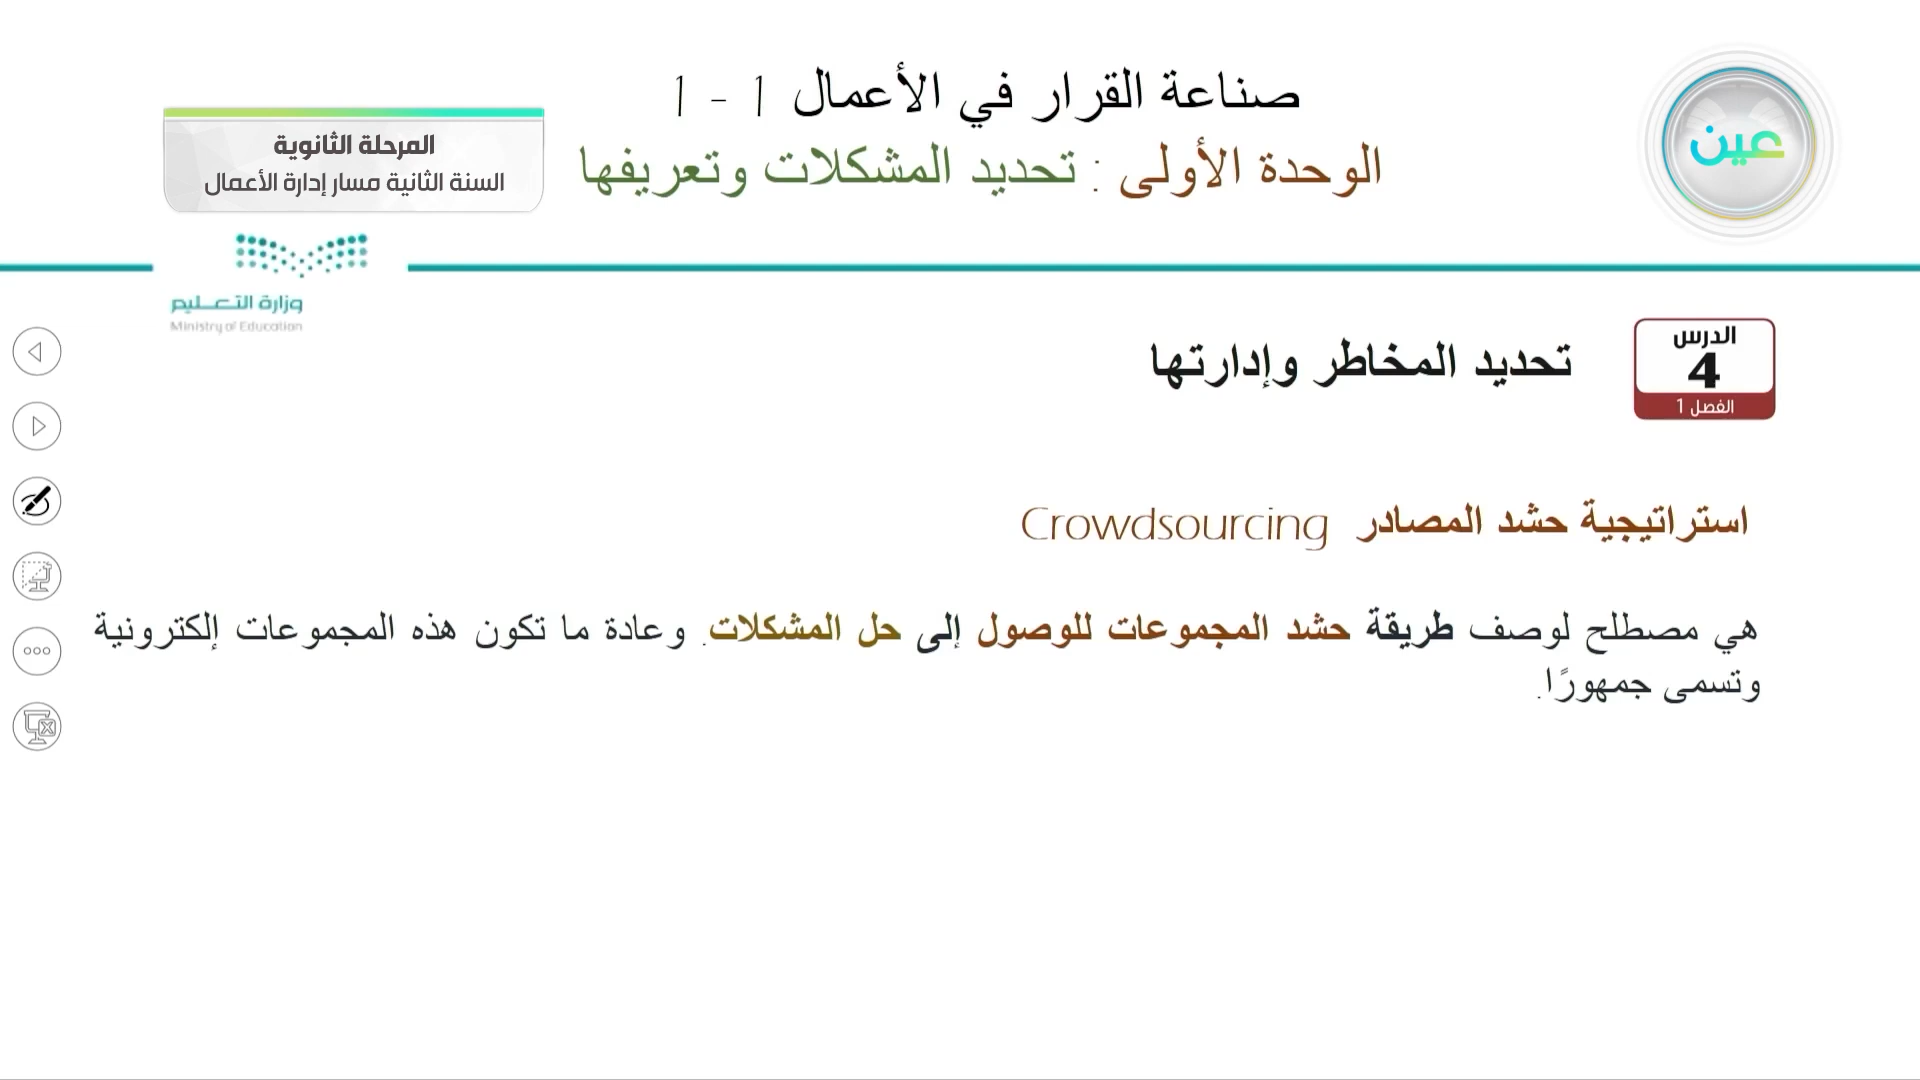 صناعة القرار في الأعمال 1 - 1
الوحدة الأولى : تحديد المشكلات وتعريفها
عين
المرحلة الثانوية
السنة الثانية مسار إدارة الأعمال
وزارة التعليم
Ministry of Education
الدرس
4
الفصل 1
تحديد المخاطر وإدارتها
استراتيجية حشد المصادر Crowdsourcing
هي مصطلح لوصف طريقة حشد المجموعات للوصول إلى حل المشكلات. وعادة ما تكون هذه المجموعات إلكترونية
وتسمى جمهورًا.